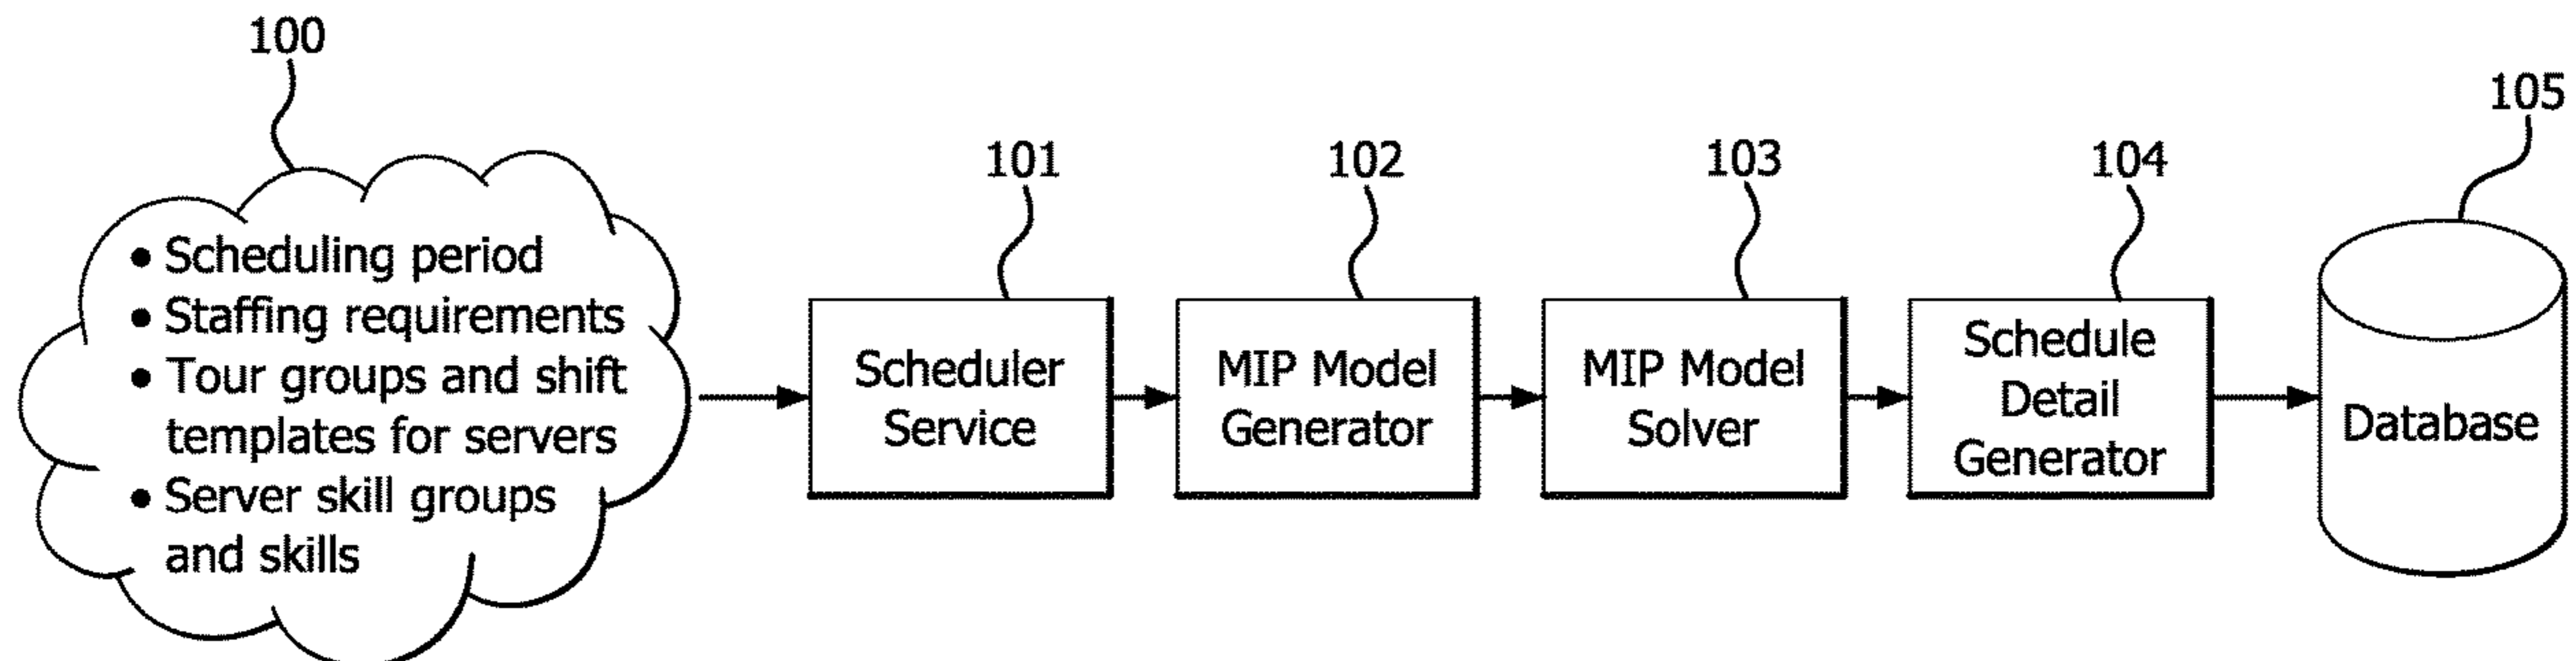 100
• Scheduling period
• Staffing requirements
• Tour groups and shift
templates for servers
• Server skill groups
and skills
101
Scheduler
Service
102
MIP Model
Generator
103
MIP Model
Solver
104
Schedule
Detail
Generator
105
Database